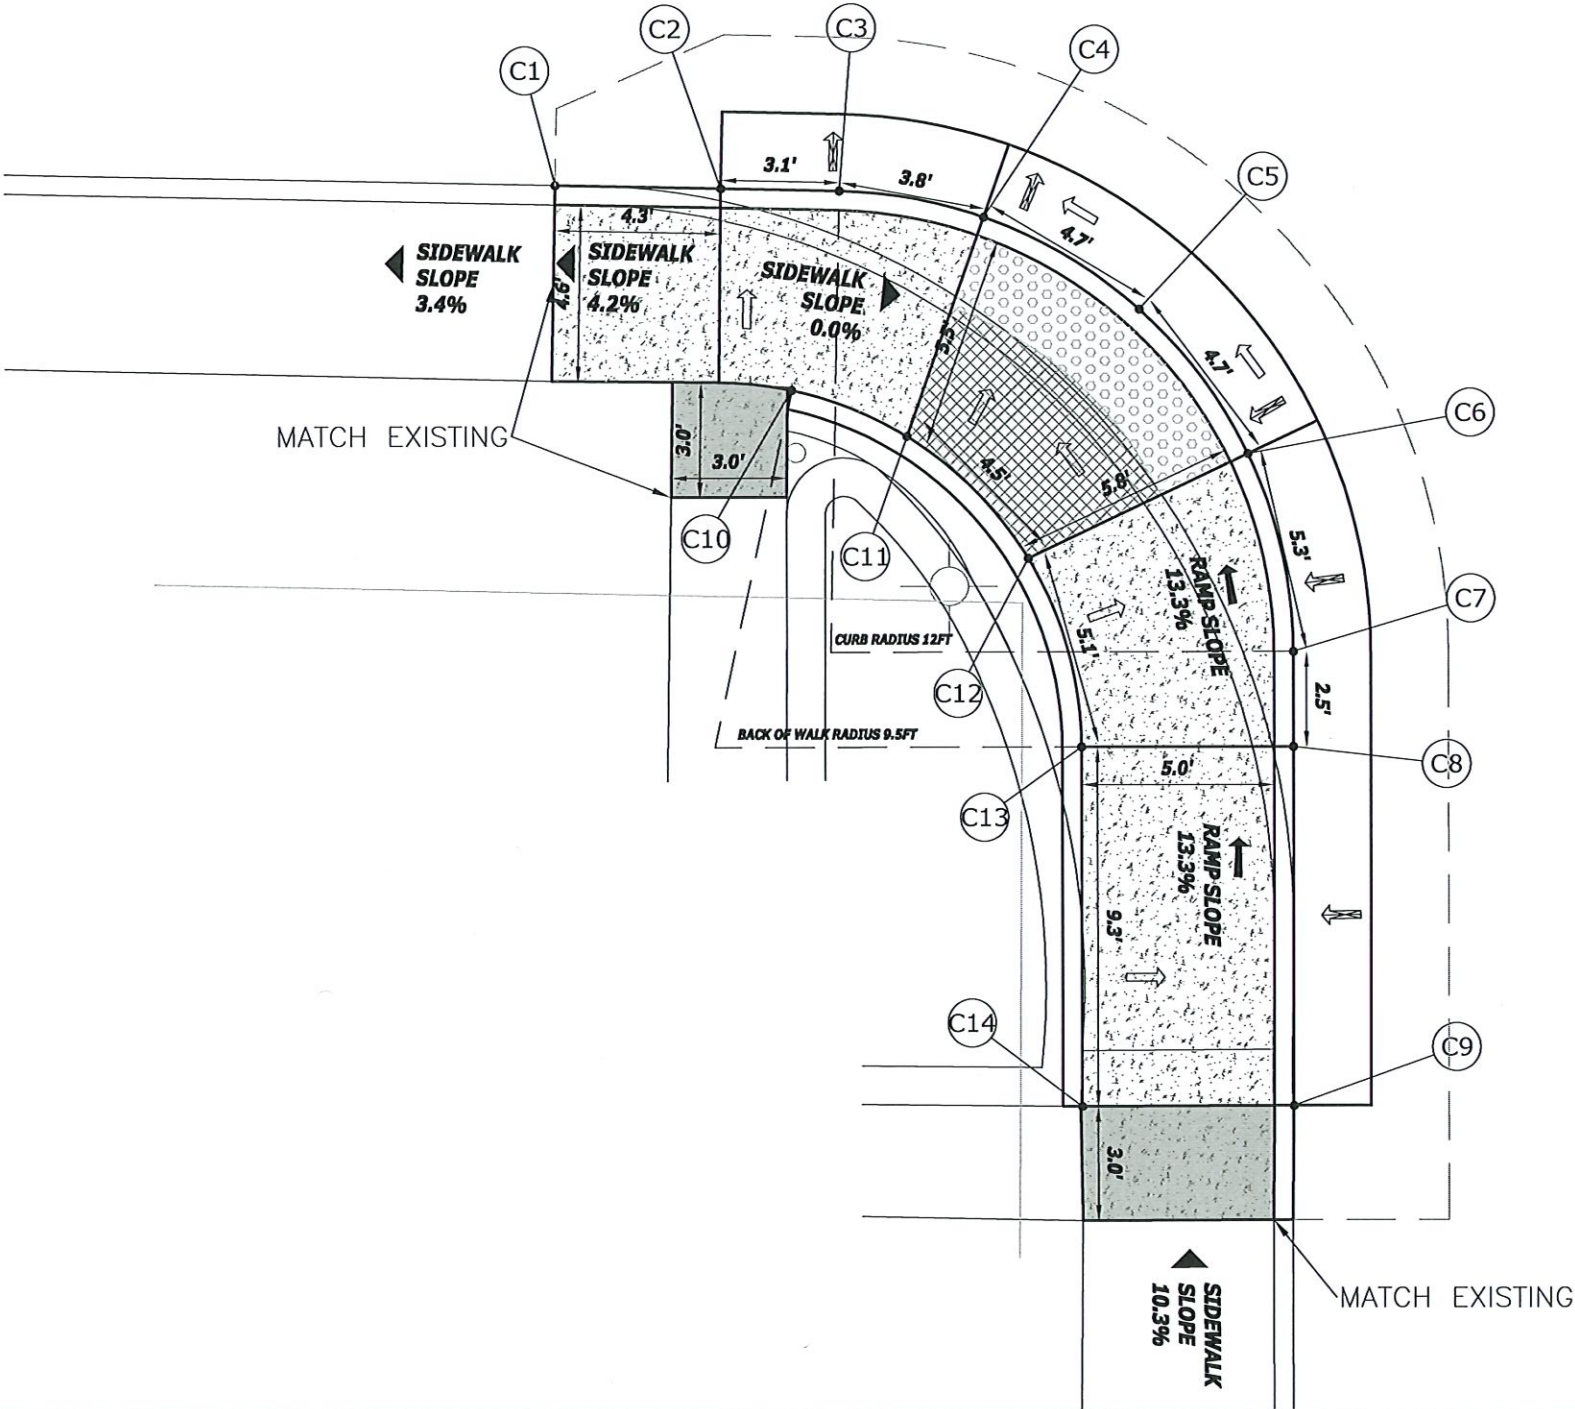 C1
C2
C3
C4
C5
C6
C7
C8
C9
C10
C11
C12
C13
C14
3.1'
3.8'
4.7'
4.7'
5.3'
2.5'
4.3'
4.6'
SIDEWALK
SLOPE
3.4%
SIDEWALK
SLOPE
4.2%
SIDEWALK
SLOPE
0.0%
5.5'
4.5'
5.8'
5.1'
MATCH EXISTING
3.0'
3.0'
CURB RADIUS 12FT
BACK OF WALK RADIUS 9.5FT
RAMP SLOPE
13.3%
5.0'
RAMP SLOPE
13.3%
9.3'
3.0'
SIDEWALK
SLOPE
10.3%
MATCH EXISTING